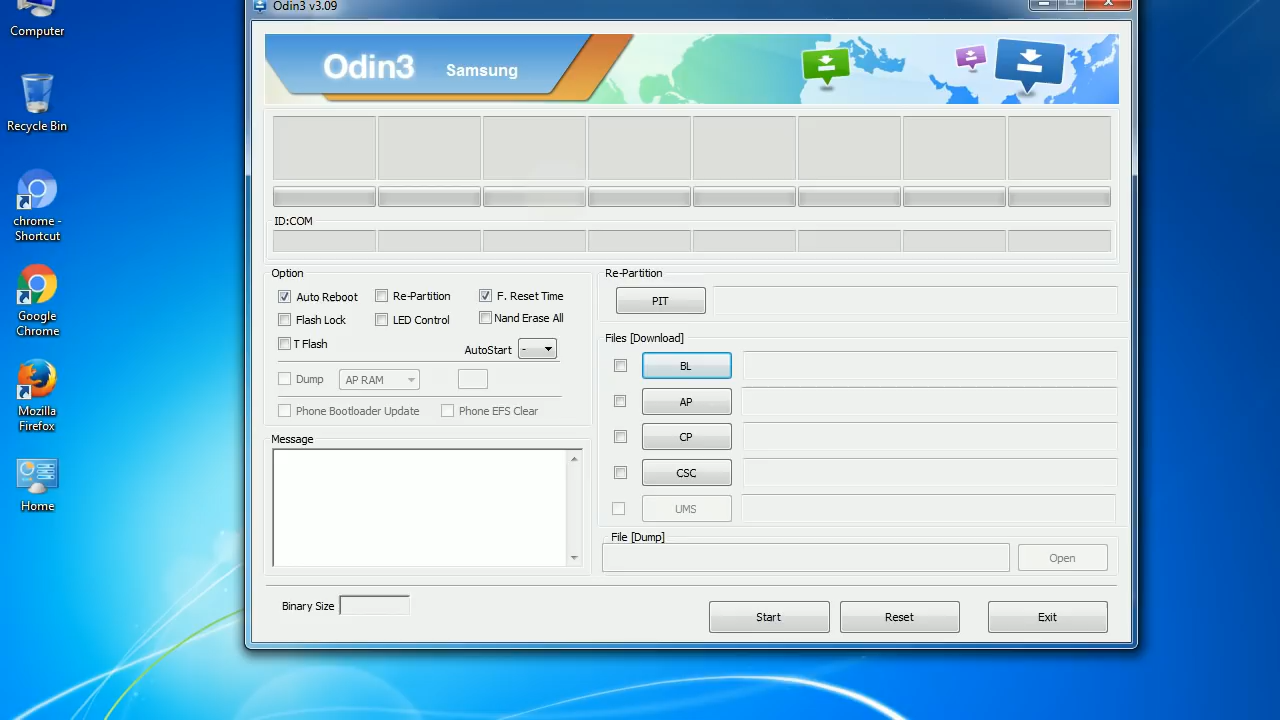 Odin3 v3.09
Computer
Recycle Bin
chrome -
Shortcut
Google
Chrome
Mozilla
Firefox
Home
Odin3 Samsung
ID:COM
Option
Auto Reboot Re-Partition F. Reset Time
Flash Lock LED Control Nand Erase All
T Flash AutoStart -
Dump AP RAM
Phone Bootloader Update Phone EFS Clear
Message
Re-Partition
PIT
Files [Download]
BL
AP
CP
CSC
UMS
File [Dump]
Open
Binary Size
Start Reset Exit